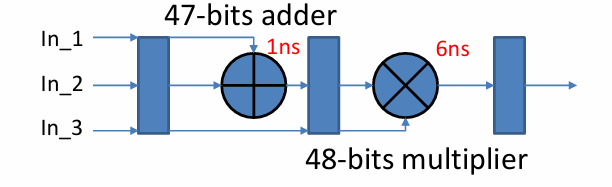 47-bits adder
In_1
1ns
6ns
In_2
In_3
48-bits multiplier